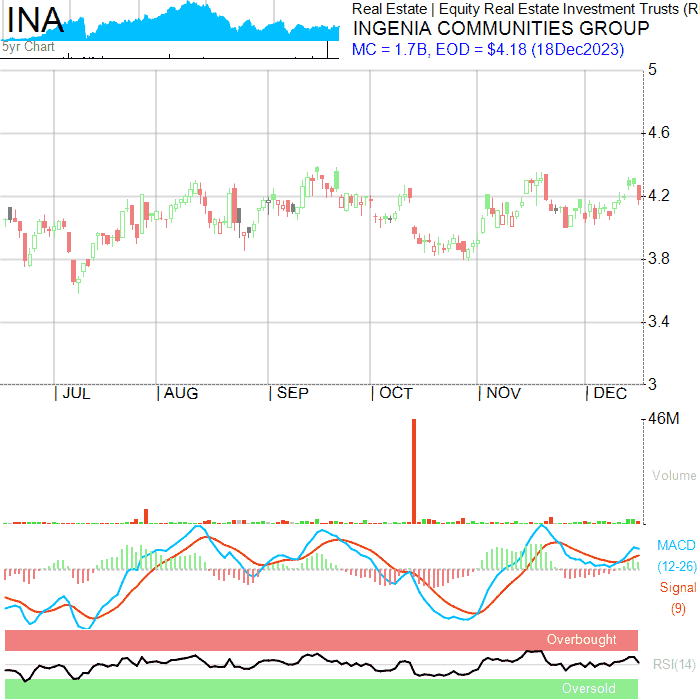 INA
5yr Chart
Real Estate | Equity Real Estate Investment Trusts (R
INGENIA COMMUNITIES GROUP
MC = 1.7B, EOD = $4.18 (18Dec2023)
5
4.6
4.2
3.8
3.4
3
| JUL | AUG | SEP | OCT | NOV | DEC
46M
Volume
MACD
(12-26)
Signal
(9)
Overbought
RSI(14)
Oversold